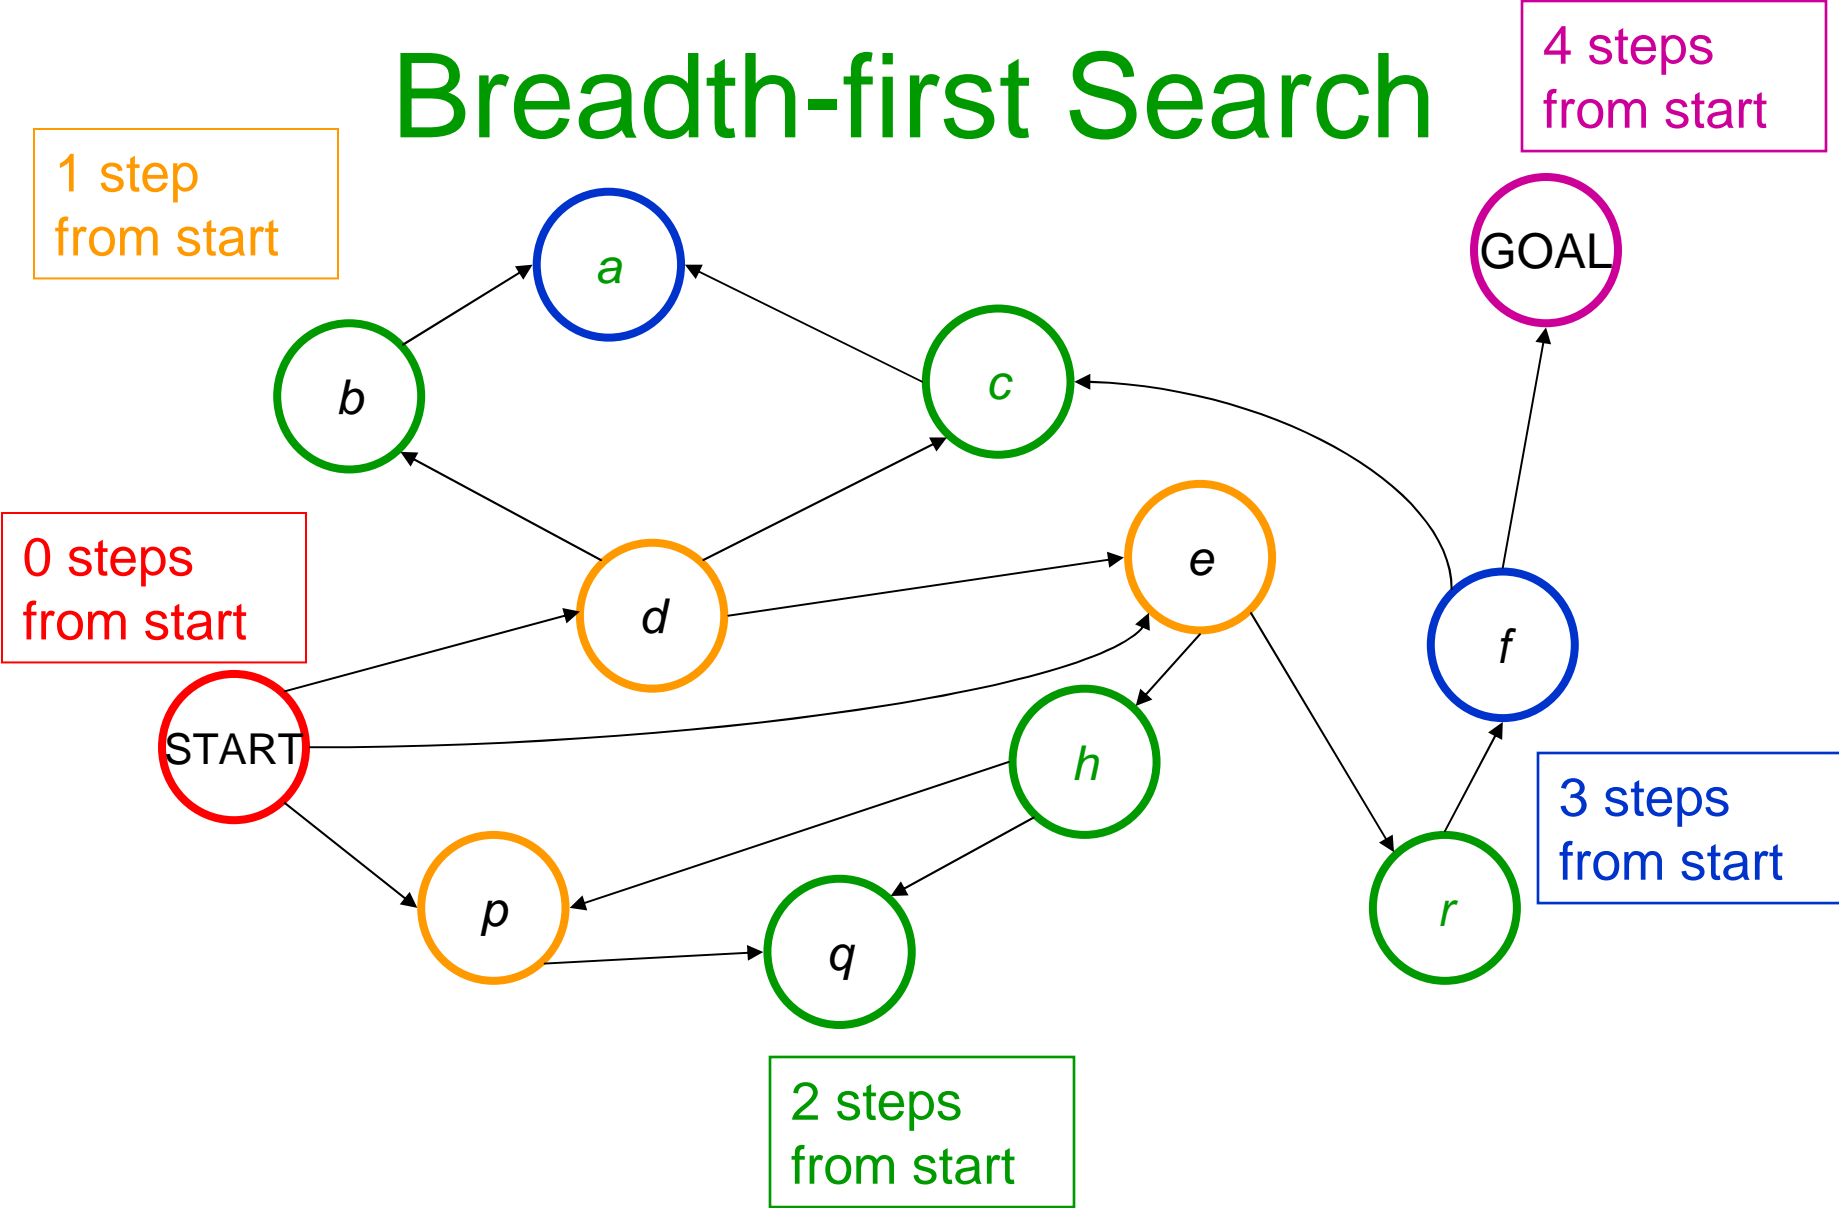 Breadth-first Search
4 steps
from start
1 step
from start
a
GOAL
b
c
0 steps
from start
d
e
f
START
h
3 steps
from start
p
q
r
2 steps
from start